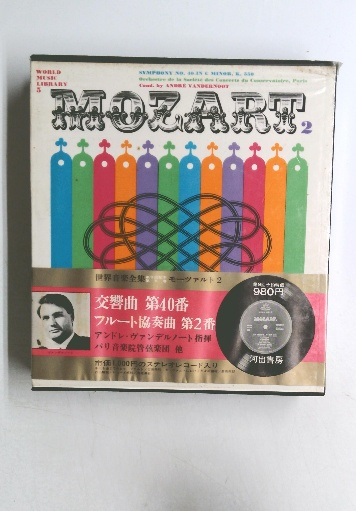 WORLD
MUSIC
LIBRARY
5
SYMPHONY NO. 40 IN G MINOR, K. 550
Orchestre de la Société des Concerts du Conservatoire, Paris
Cond. by ANDRÉ VANDERNOOT
MOZART 2
世界音楽全集 モーツァルト2
交響曲 第40番
フルート協奏曲 第2番
アンドレ・ヴァンデルノート指揮
パリ音楽院管弦楽団 他
980円
MOZART
河出書房